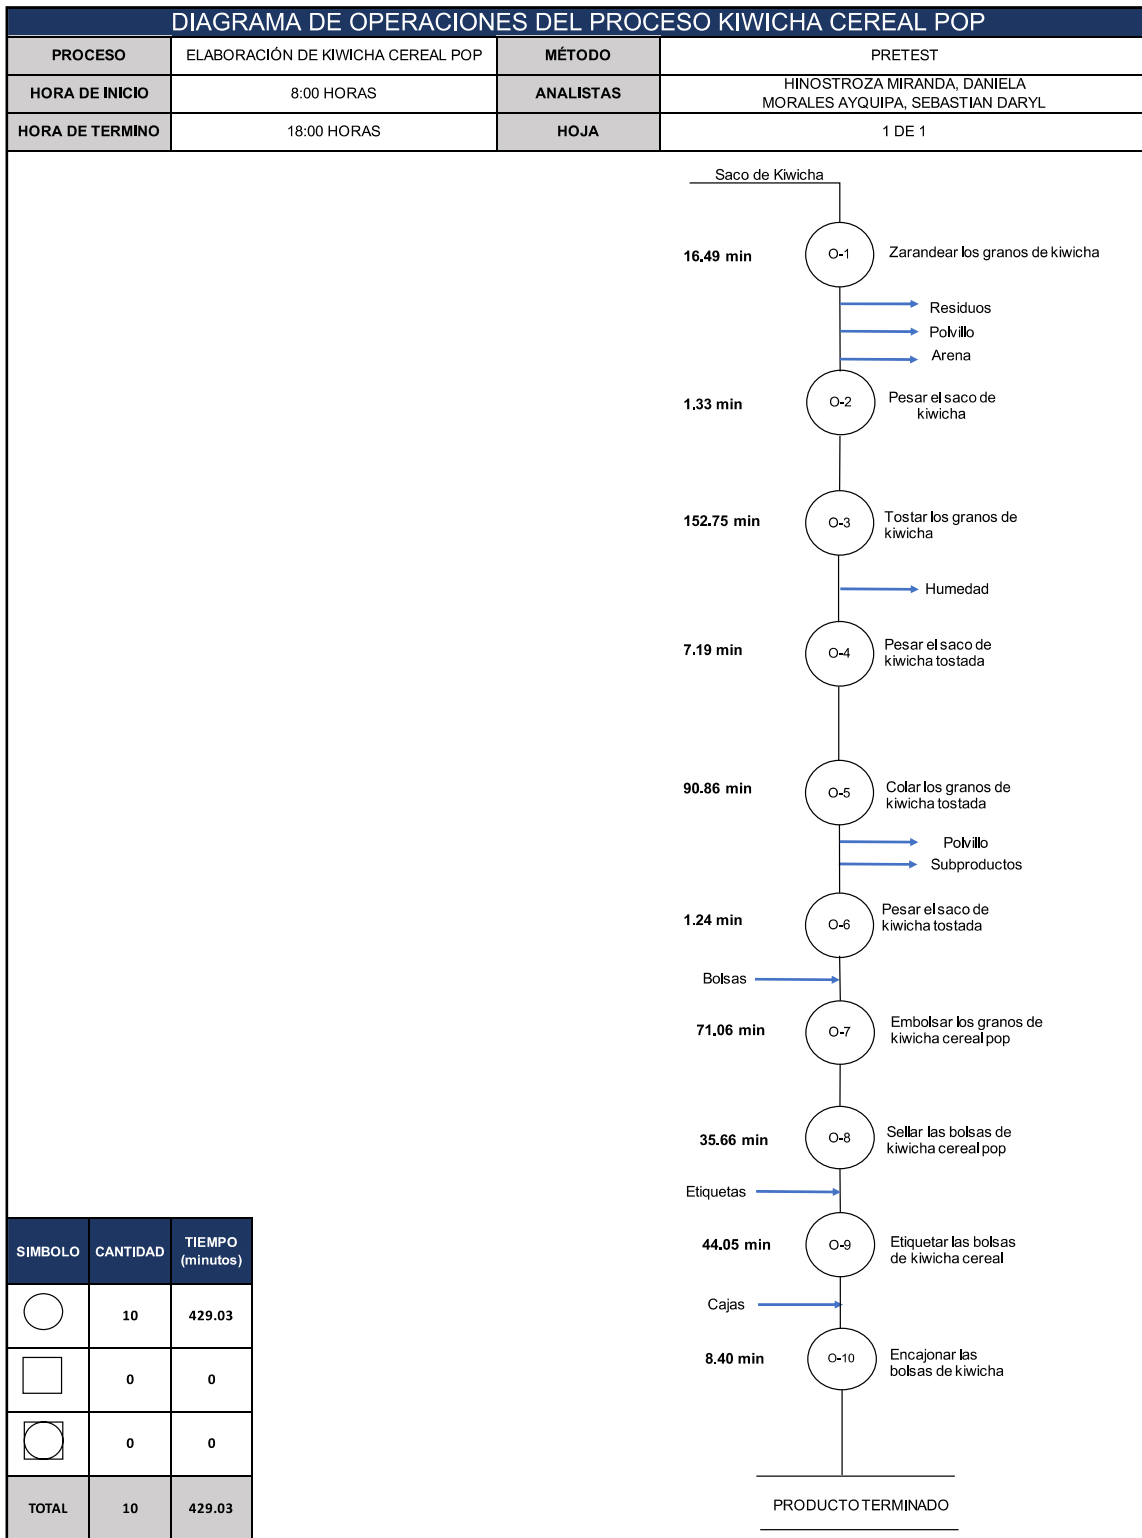 DIAGRAMA DE OPERACIONES DEL PROCESO KIWICHA CEREAL POP
PROCESO ELABORACIÓN DE KIWICHA CEREAL POP MÉTODO PRETEST
HORA DE INICIO 8:00 HORAS ANALISTAS HINOSTROZA MIRANDA, DANIELA
MORALES AYQUIPA, SEBASTIAN DARYL
HORA DE TERMINO 18:00 HORAS HOJA 1 DE 1
Saco de Kiwicha
16.49 min O-1 Zarandear los granos de kiwicha
Residuos
Polvillo
Arena
1.33 min O-2 Pesar el saco de
kiwicha
152.75 min O-3 Tostar los granos de
kiwicha
Humedad
7.19 min O-4 Pesar el saco de
kiwicha tostada
90.86 min O-5 Colar los granos de
kiwicha tostada
Polvillo
Subproductos
1.24 min O-6 Pesar el saco de
kiwicha tostada
Bolsas
71.06 min O-7 Embolsar los granos de
kiwicha cereal pop
35.66 min O-8 Sellar las bolsas de
kiwicha cereal pop
Etiquetas
44.05 min O-9 Etiquetar las bolsas
de kiwicha cereal
Cajas
8.40 min O-10 Encajonar las
bolsas de kiwicha
PRODUCTO TERMINADO
SIMBOLO CANTIDAD TIEMPO
(minutos)
10 429.03
0 0
0 0
TOTAL 10 429.03